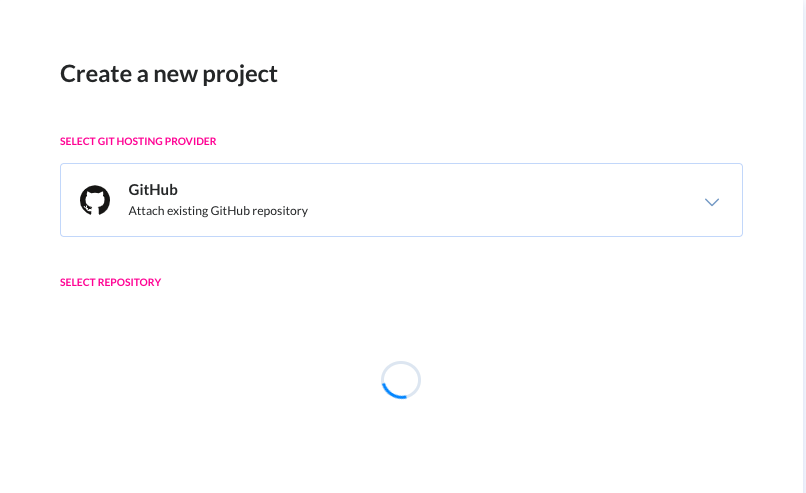 Create a new project
SELECT GIT HOSTING PROVIDER
GitHub
Attach existing GitHub repository
SELECT REPOSITORY